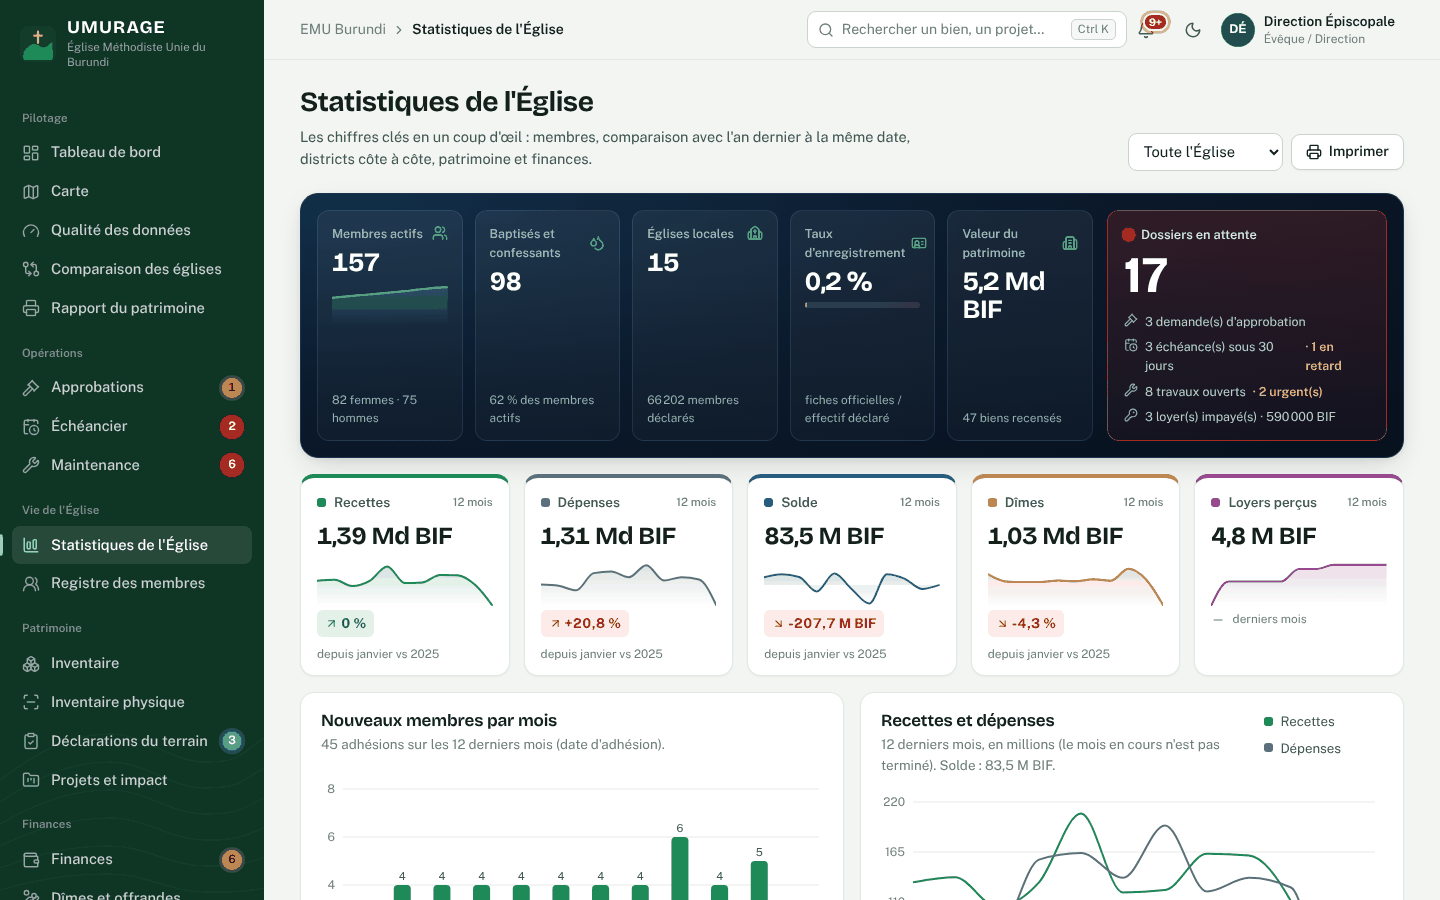 UMURAGE
Église Méthodiste Unie du
Burundi
Pilotage
Tableau de bord
Carte
Qualité des données
Comparaison des églises
Rapport du patrimoine
Opérations
Approbations 1
Échéancier 2
Maintenance 6
Vie de l'Église
Statistiques de l'Église
Registre des membres
Patrimoine
Inventaire
Inventaire physique
Déclarations du terrain 3
Projets et impact
Finances
Finances 6
Dîmes et offrandes
EMU Burundi > Statistiques de l'Église
Rechercher un bien, un projet... Ctrl K
9+
DÉ
Direction Épiscopale
Évêque / Direction
Statistiques de l'Église
Les chiffres clés en un coup d'œil : membres, comparaison avec l'an dernier à la même date,
districts côte à côte, patrimoine et finances.
Toute l'Église
Imprimer
Membres actifs
157
82 femmes · 75
hommes
Baptisés et
confessants
98
62 % des membres
actifs
Églises locales
15
66 202 membres
déclarés
Taux
d'enregistrement
0,2 %
fiches officielles /
effectif déclaré
Valeur du
patrimoine
5,2 Md
BIF
47 biens recensés
Dossiers en attente
17
3 demande(s) d'approbation
3 échéance(s) sous 30 · 1 en
jours retard
8 travaux ouverts · 2 urgent(s)
3 loyer(s) impayé(s) · 590 000 BIF
Recettes 12 mois
1,39 Md BIF
0 %
depuis janvier vs 2025
Dépenses 12 mois
1,31 Md BIF
+20,8 %
depuis janvier vs 2025
Solde 12 mois
83,5 M BIF
-207,7 M BIF
depuis janvier vs 2025
Dîmes 12 mois
1,03 Md BIF
-4,3 %
depuis janvier vs 2025
Loyers perçus 12 mois
4,8 M BIF
— derniers mois
Nouveaux membres par mois
45 adhésions sur les 12 derniers mois (date d'adhésion).
8
6
4
4 4 4 4 4 4 4 6 4 5
Recettes et dépenses
12 derniers mois, en millions (le mois en cours n'est pas
terminé). Solde : 83,5 M BIF.
Recettes
Dépenses
220
165